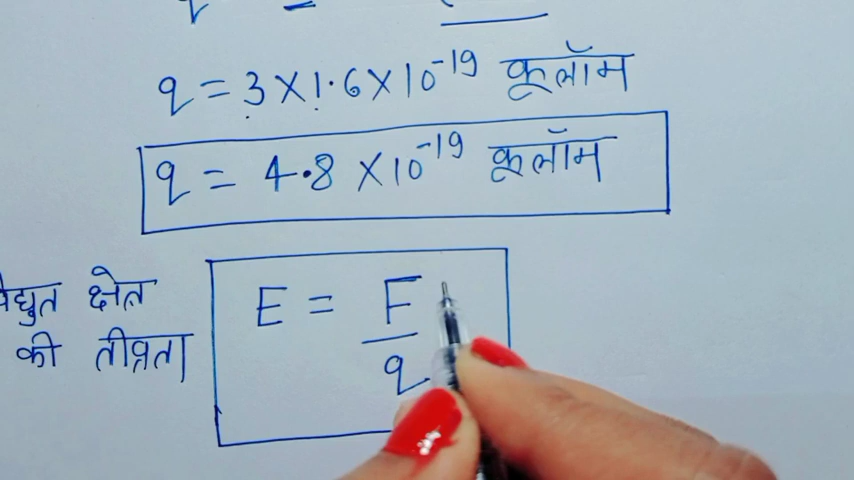 q = 3 × 1.6 × 10⁻¹⁹ कूलॉम
q = 4.8 × 10⁻¹⁹ कूलॉम
क्षेत्र
की तीव्रता
E = F/q